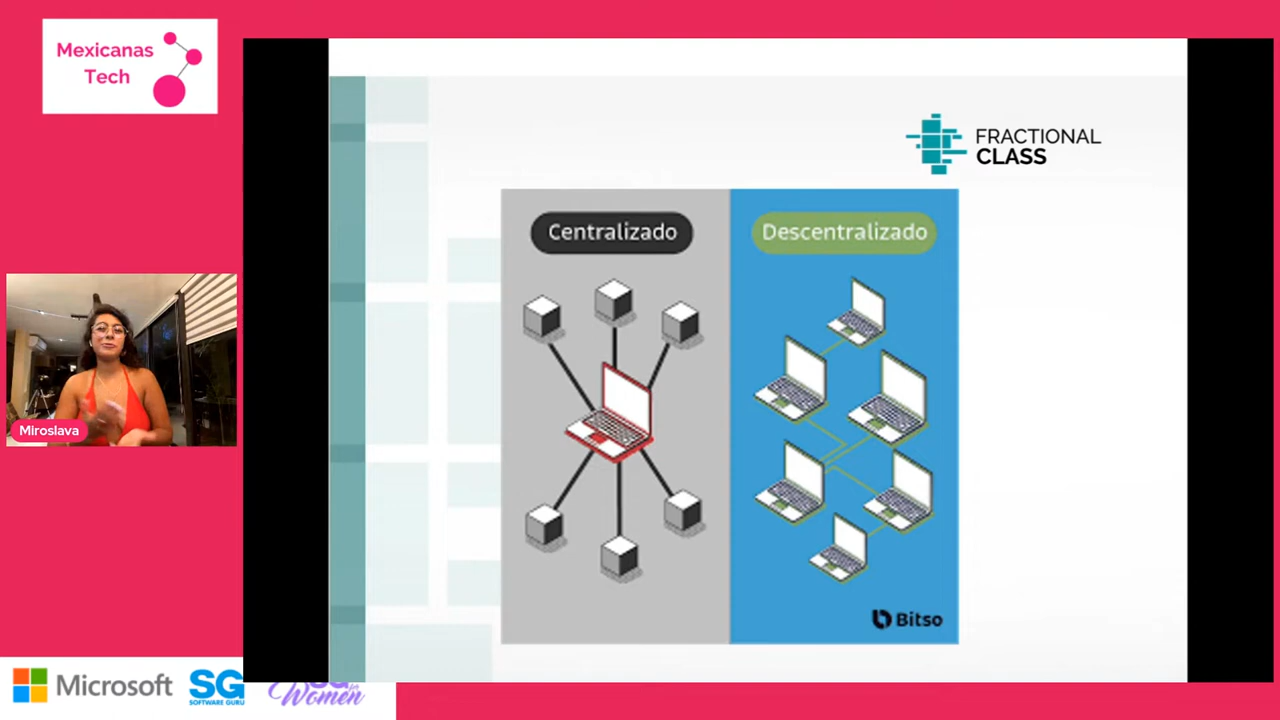 Mexicanas
Tech
FRACTIONAL
CLASS
Centralizado
Descentralizado
Bitso
Miroslava
Microsoft
SG
SOFTWARE GURU
Women